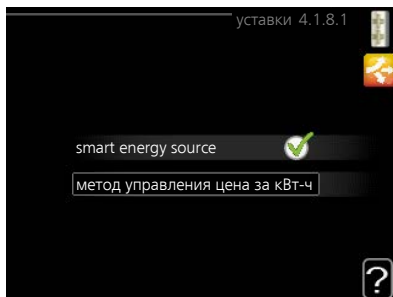 уставки 4.1.8.1
smart energy source
метод управления цена за кВт-ч
?